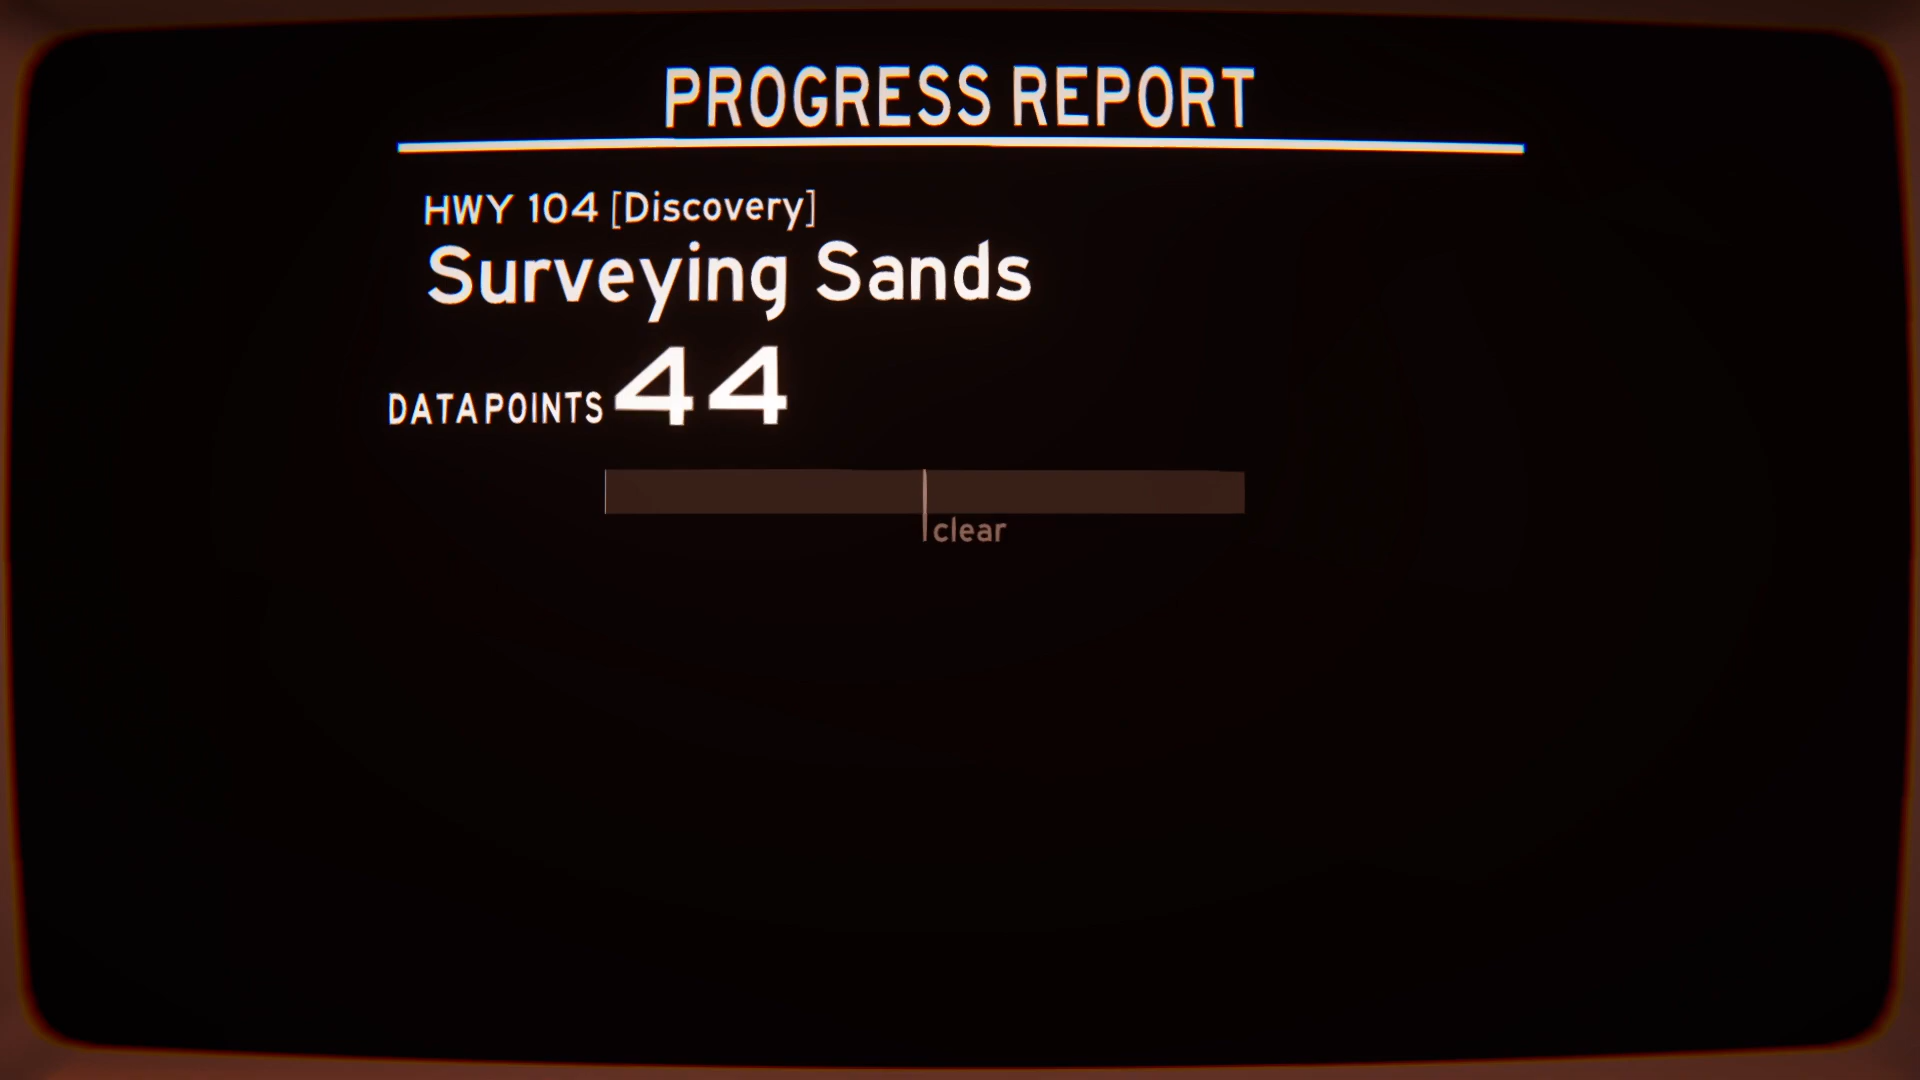 PROGRESS REPORT
HWY 104 [Discovery]
Surveying Sands
DATAPOINTS 44
clear